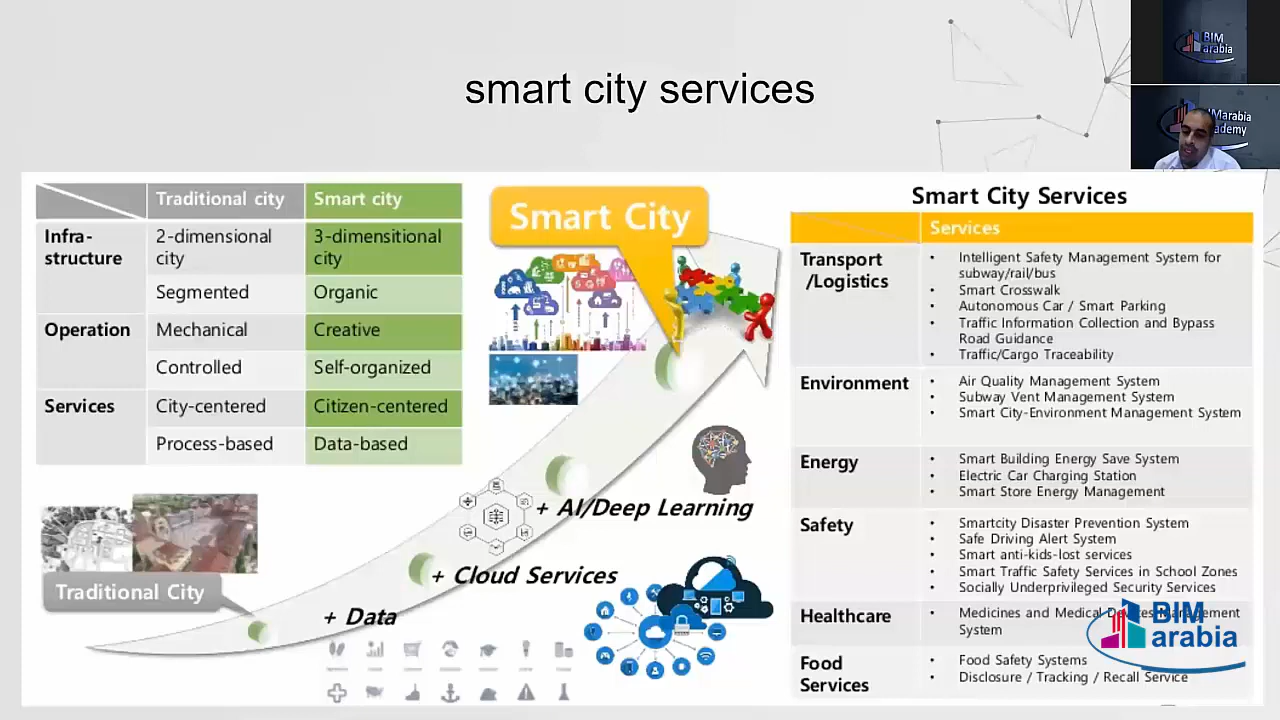 smart city services
BIM
arabia
BIMarabia
Academy
Traditional city
Smart city
Infra-
structure
2-dimensional
city
3-dimensitional
city
Segmented
Organic
Operation
Mechanical
Creative
Controlled
Self-organized
Services
City-centered
Citizen-centered
Process-based
Data-based
Smart City
Traditional City
+ Data
+ Cloud Services
+ AI/Deep Learning
Smart City Services
Services
Transport
/Logistics
• Intelligent Safety Management System for
subway/rail/bus
• Smart Crosswalk
• Autonomous Car / Smart Parking
• Traffic Information Collection and Bypass
Road Guidance
• Traffic/Cargo Traceability
Environment
• Air Quality Management System
• Subway Vent Management System
• Smart City-Environment Management System
Energy
• Smart Building Energy Save System
• Electric Car Charging Station
• Smart Store Energy Management
Safety
• Smartcity Disaster Prevention System
• Safe Driving Alert System
• Smart anti-kids-lost services
• Smart Traffic Safety Services in School Zones
• Socially Underprivileged Security Services
Healthcare
• Medicines and Medical Devices Management
System
Food
Services
• Food Safety Systems
• Disclosure / Tracking / Recall Service
BIM
arabia